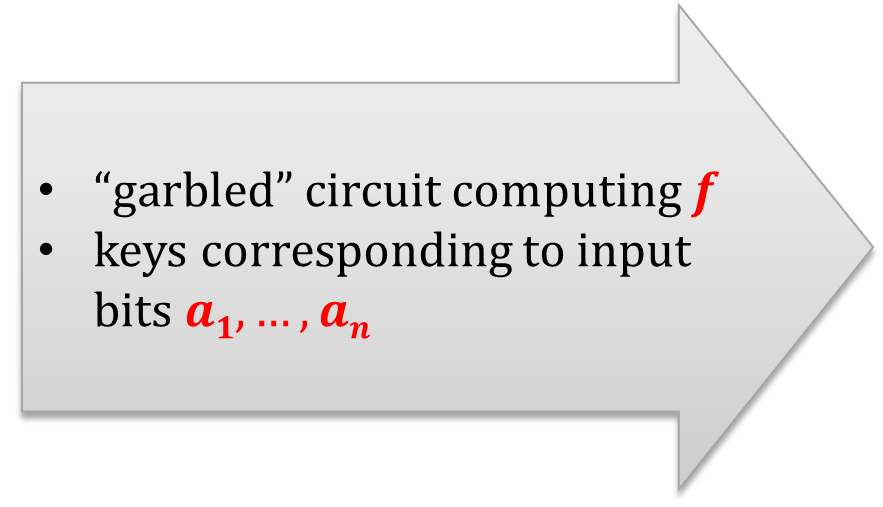 • “garbled” circuit computing f
• keys corresponding to input
bits a₁, … , aₙ